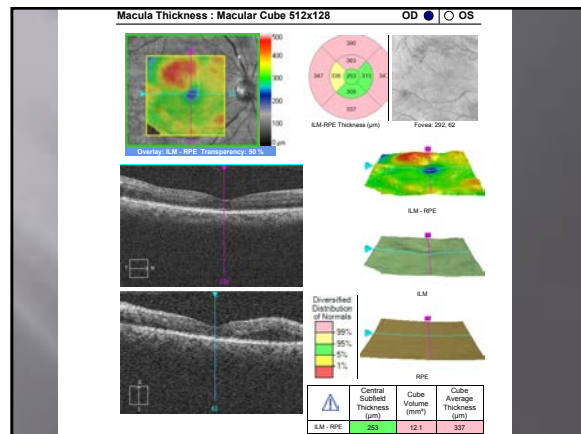 Macula Thickness : Macular Cube 512x128 OD OS
500
400
300
200
100
0 µm
Overlay: ILM - RPE Transparency: 50 %
390
363
347 338 253 315 347
308
337
ILM-RPE Thickness (µm)
Fovea: 292, 62
ILM - RPE
ILM
RPE
Diversified:
Distribution
of Normals
99%
95%
5%
1%
Central
Subfield
Thickness
(µm)
Cube
Volume
(mm³)
Cube
Average
Thickness
(µm)
ILM - RPE 253 12.1 337